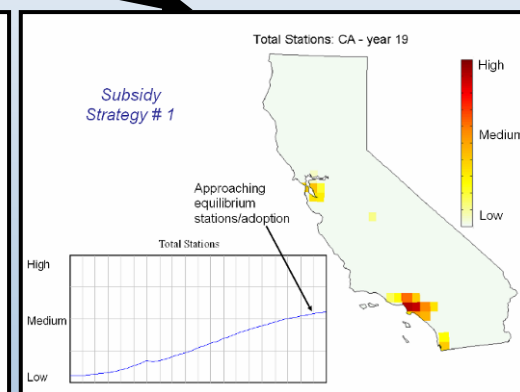 Total Stations: CA - year 19
Subsidy
Strategy # 1
High
Medium
Low
Approaching
equilibrium
stations/adoption
Total Stations
High
Medium
Low